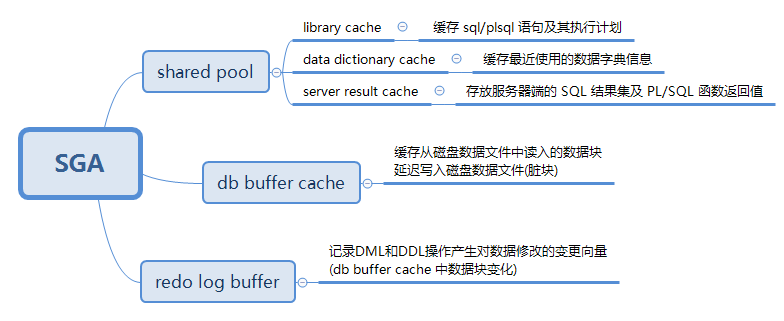 SGA
shared pool
library cache
缓存 sql/plsql 语句及其执行计划
data dictionary cache
缓存最近使用的数据字典信息
server result cache
存放服务器端的 SQL 结果集及 PL/SQL 函数返回值
db buffer cache
缓存从磁盘数据文件中读入的数据块
延迟写入磁盘数据文件(脏块)
redo log buffer
记录DML和DDL操作产生对数据修改的变更向量
(db buffer cache 中数据块变化)